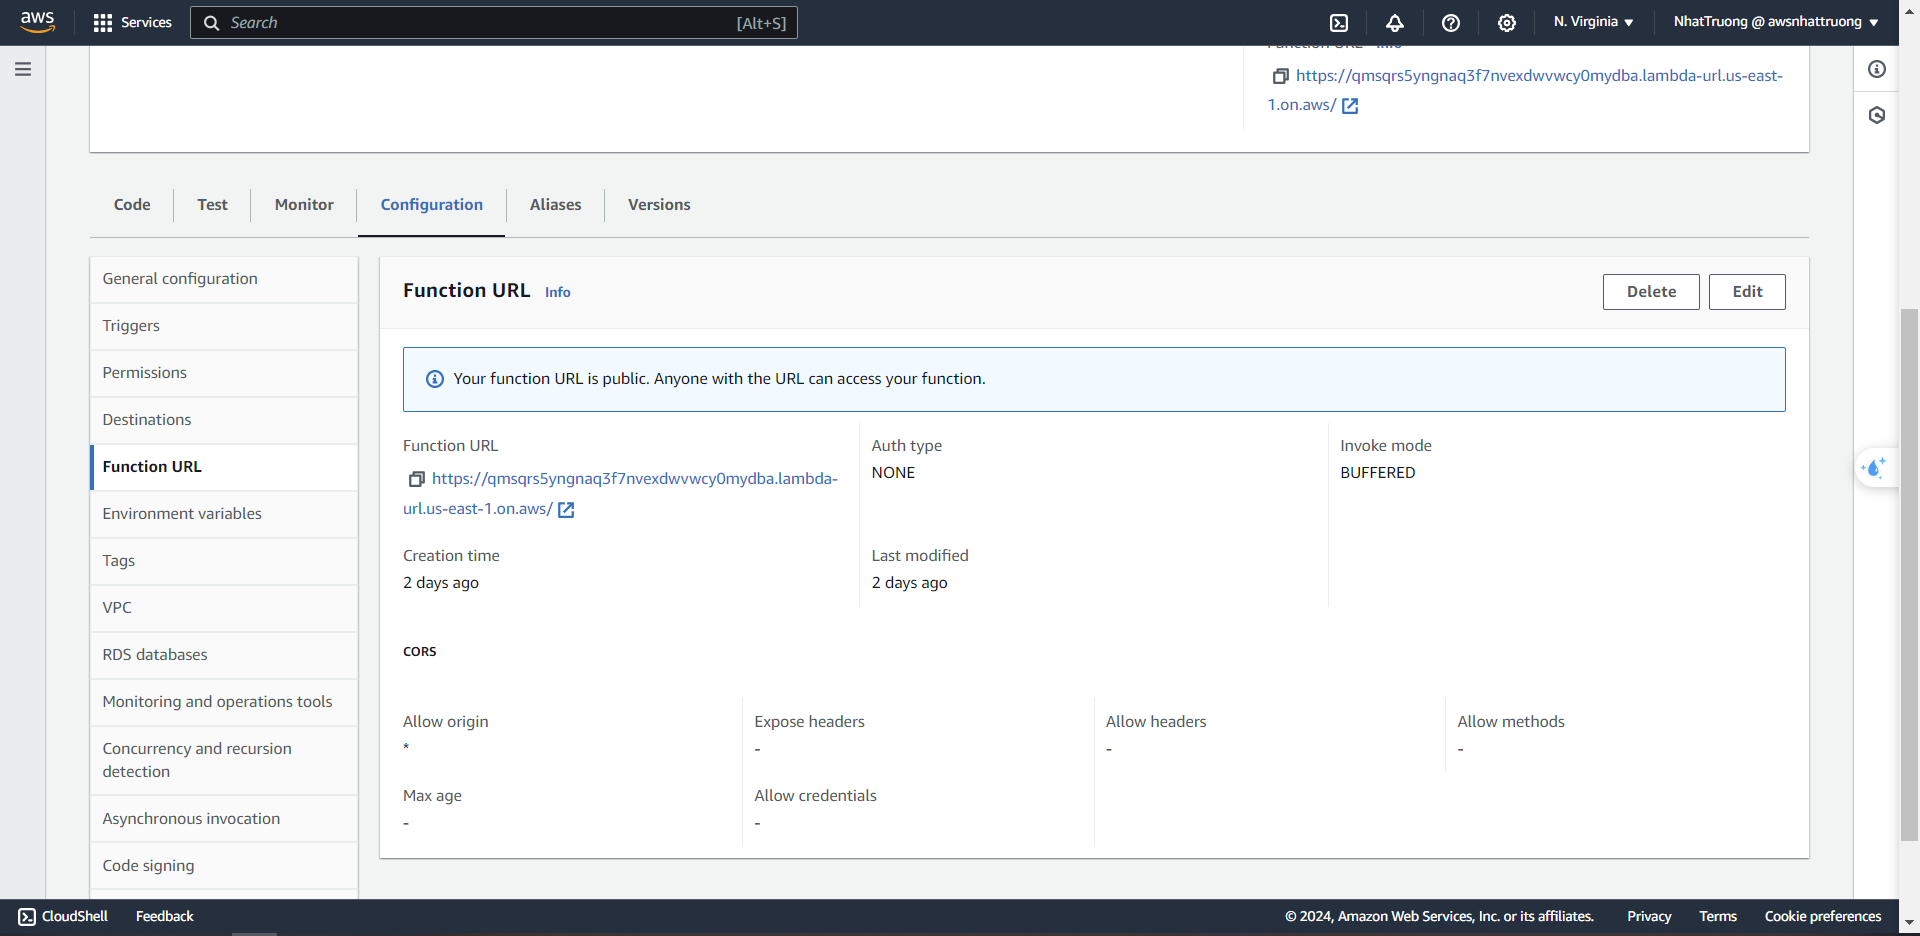 aws
Services
Search
[Alt+S]
N. Virginia
NhatTruong @ awsnhattruong
https://qmsqrs5yngnaq3f7nvexdwvwcy0mydba.lambda-url.us-east-
1.on.aws/
Code
Test
Monitor
Configuration
Aliases
Versions
General configuration
Triggers
Permissions
Destinations
Function URL
Environment variables
Tags
VPC
RDS databases
Monitoring and operations tools
Concurrency and recursion
detection
Asynchronous invocation
Code signing
Function URL
Info
Delete
Edit
Your function URL is public. Anyone with the URL can access your function.
Function URL
https://qmsqrs5yngnaq3f7nvexdwvwcy0mydba.lambda-
url.us-east-1.on.aws/
Auth type
NONE
Invoke mode
BUFFERED
Creation time
2 days ago
Last modified
2 days ago
CORS
Allow origin
*
Expose headers
-
Allow headers
-
Allow methods
-
Max age
-
Allow credentials
-
CloudShell
Feedback
© 2024, Amazon Web Services, Inc. or its affiliates.
Privacy
Terms
Cookie preferences